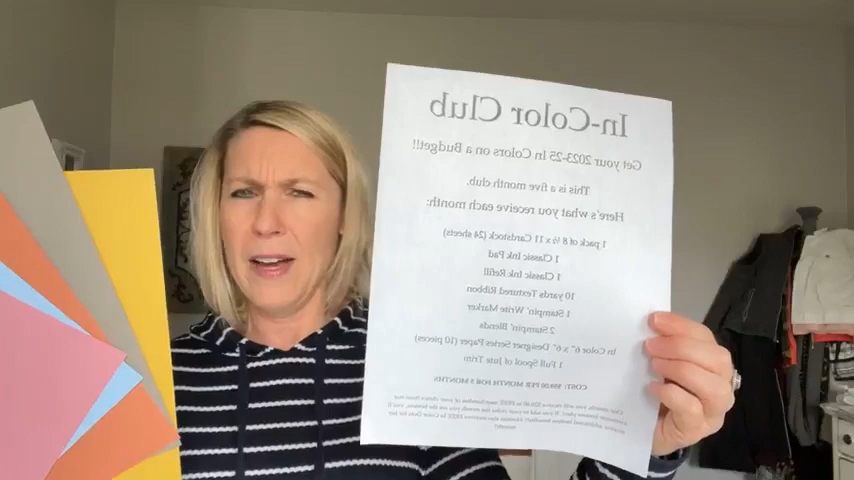 In-Color Club
Get your 2023-25 In Colors on a Budget!!
This is a five month club.
Here's what you receive each month:
1 pack of 8 ½ x 11 Cardstock (24 sheets)
1 Classic Ink Pad
1 Classic Ink Refill
10 yards Textured Ribbon
1 Stampin' Write Marker
2 Stampin' Blends
In Color 6" x 6" Designer Series Paper (10 pieces)
1 Full Spool of Jute Trim
PER MONTH FOR 5 MONTHS